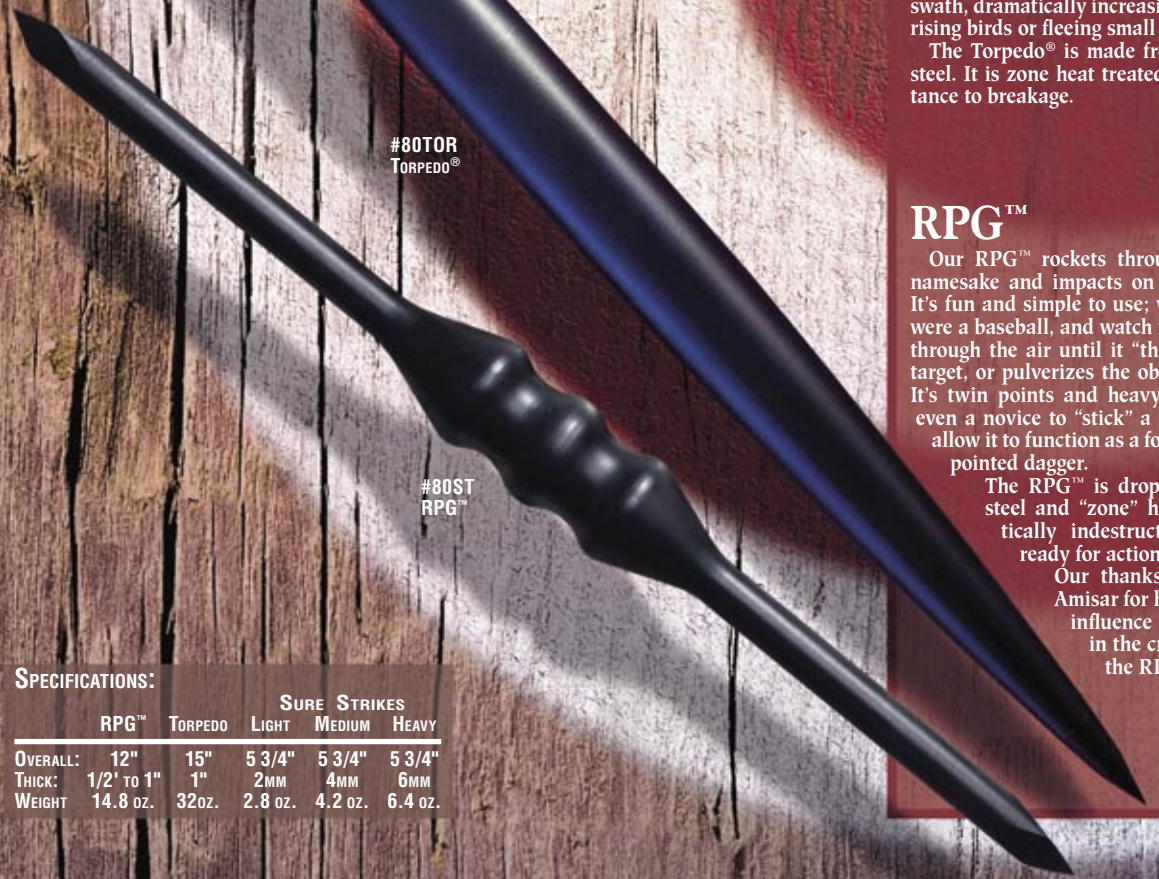 swath, dramatically increasi
rising birds or fleeing small
The Torpedo® is made fr
steel. It is zone heat treated
tance to breakage.
#80TOR
TORPEDO®
RPG™
Our RPG™ rockets throu
namesake and impacts on
It's fun and simple to use;
were a baseball, and watch
through the air until it “th
target, or pulverizes the ob
It's twin points and heavy
even a novice to “stick” a
allow it to function as a fo
pointed dagger.
The RPG™ is drop
steel and “zone” h
tically indestruct
ready for action
Our thanks
Amisar for h
influence
in the cr
the RI
#80ST
RPG™
SPECIFICATIONS:
SURE STRIKES
RPG™ TORPEDO LIGHT MEDIUM HEAVY
OVERALL: 12" 15" 5 3/4" 5 3/4" 5 3/4"
THICK: 1/2' TO 1" 1" 2MM 4MM 6MM
WEIGHT 14.8 OZ. 32OZ. 2.8 OZ. 4.2 OZ. 6.4 OZ.